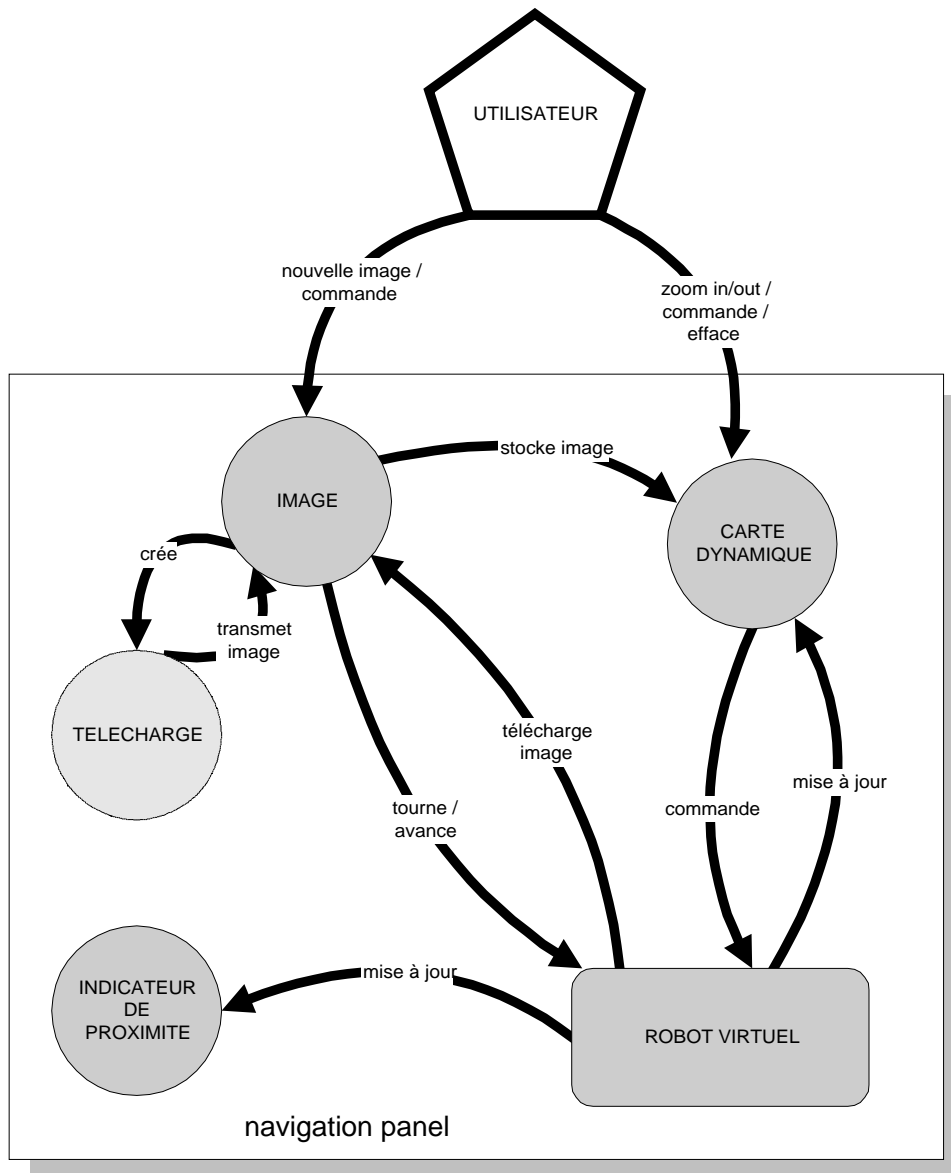 UTILISATEUR
nouvelle image /
commande
zoom in/out /
commande /
efface
IMAGE
stocke image
CARTE
DYNAMIQUE
crée
transmet
image
TELECHARGE
télécharge
image
tourne /
avance
commande
mise à jour
INDICATEUR
DE
PROXIMITE
mise à jour
ROBOT VIRTUEL
navigation panel